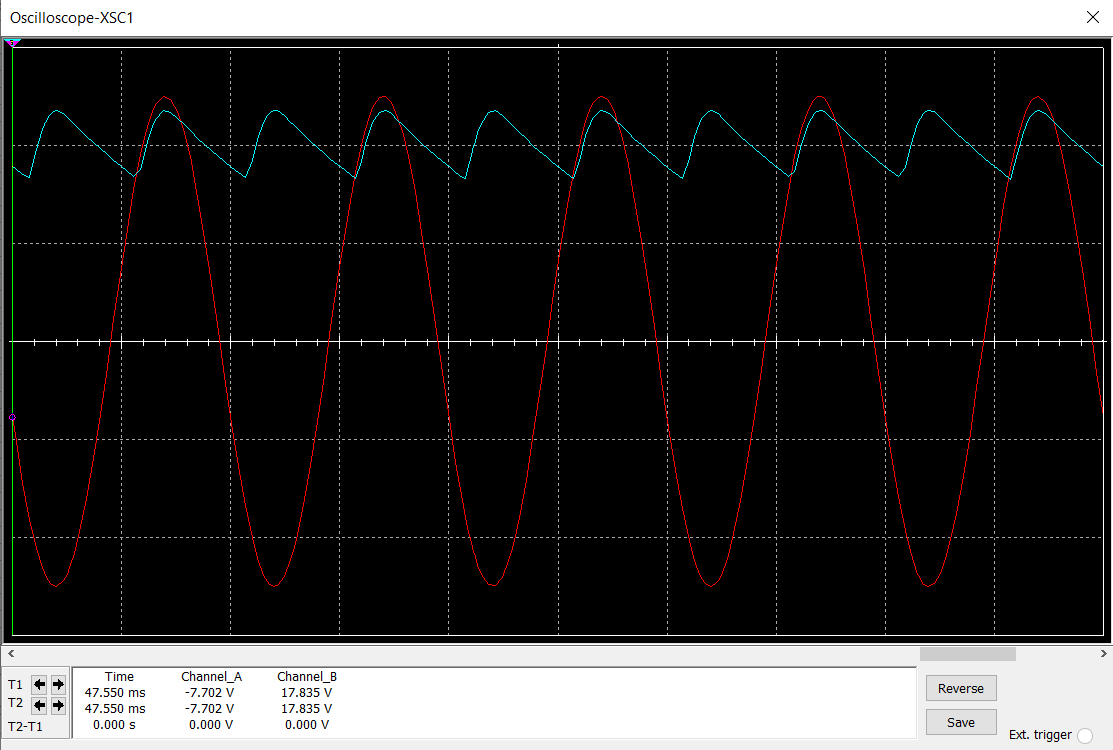 Oscilloscope-XSC1
T1
T2
T2-T1
Time Channel_A Channel_B
47.550 ms -7.702 V 17.835 V
47.550 ms -7.702 V 17.835 V
0.000 s 0.000 V 0.000 V
Reverse
Save
Ext. trigger